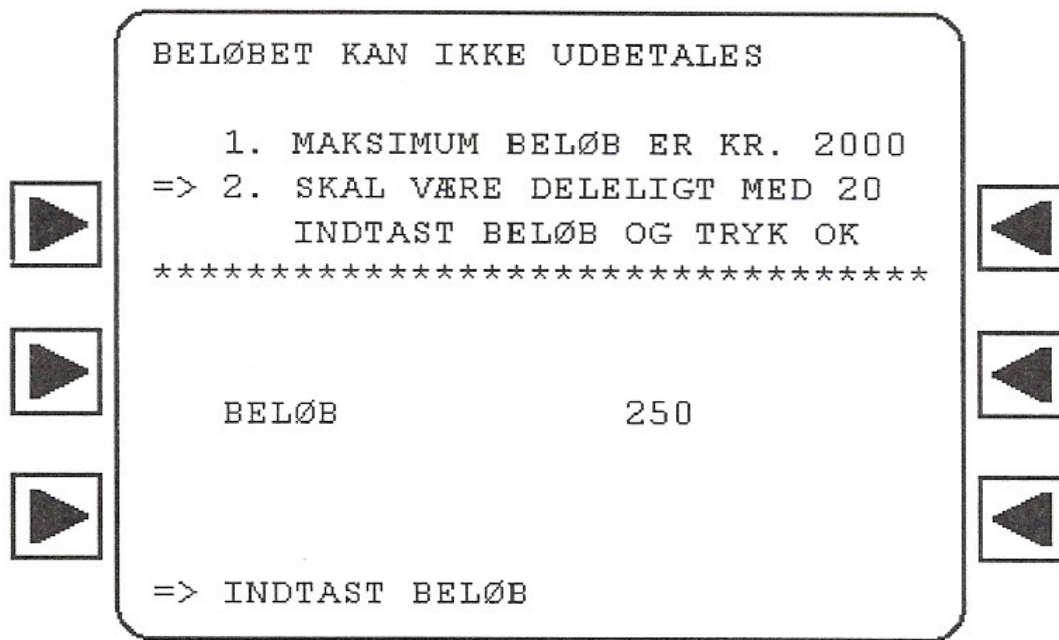 BELØBET KAN IKKE UDBETALES
1. MAKSIMUM BELØB ER KR. 2000
=> 2. SKAL VÆRE DELELIGT MED 20
INDTAST BELØB OG TRYK OK
*********************************
BELØB 250
=> INDTAST BELØB